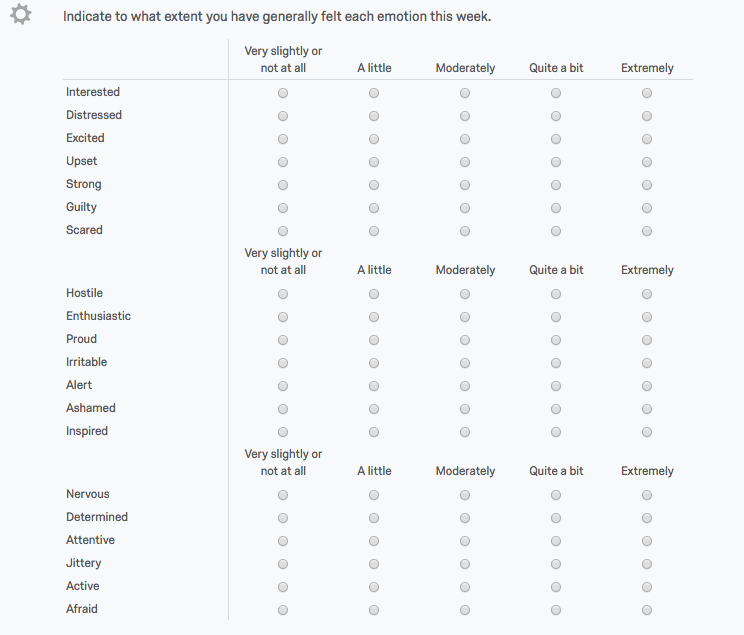 Indicate to what extent you have generally felt each emotion this week.
Very slightly or
not at all A little Moderately Quite a bit Extremely
Interested
Distressed
Excited
Upset
Strong
Guilty
Scared
Very slightly or
not at all A little Moderately Quite a bit Extremely
Hostile
Enthusiastic
Proud
Irritable
Alert
Ashamed
Inspired
Very slightly or
not at all A little Moderately Quite a bit Extremely
Nervous
Determined
Attentive
Jittery
Active
Afraid